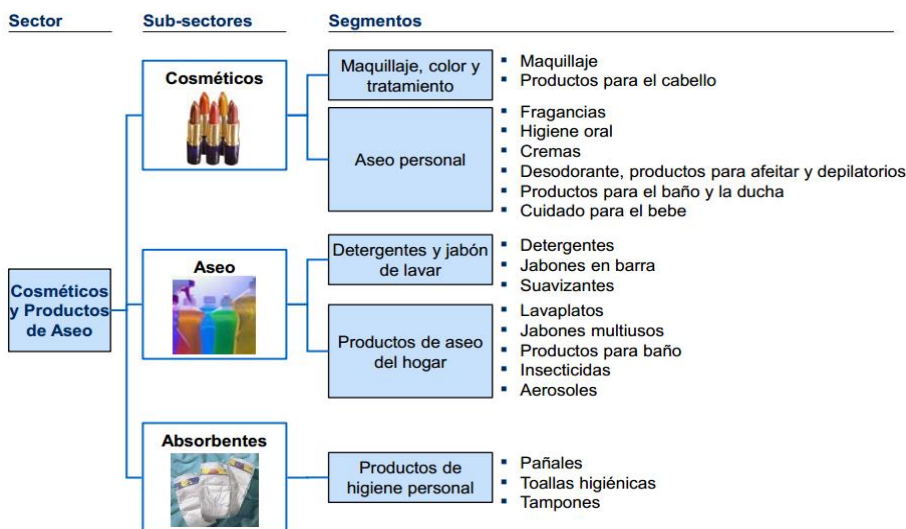 Sector
Sub-sectores
Segmentos
Cosméticos
y Productos
de Aseo
Cosméticos
Maquillaje, color y
tratamiento
▪ Maquillaje
▪ Productos para el cabello
Aseo personal
▪ Fragancias
▪ Higiene oral
▪ Cremas
▪ Desodorante, productos para afeitar y depilatorios
▪ Productos para el baño y la ducha
▪ Cuidado para el bebe
Aseo
Detergentes y jabón
de lavar
▪ Detergentes
▪ Jabones en barra
▪ Suavizantes
Productos de aseo
del hogar
▪ Lavaplatos
▪ Jabones multiusos
▪ Productos para baño
▪ Insecticidas
▪ Aerosoles
Absorbentes
Productos de
higiene personal
▪ Pañales
▪ Toallas higiénicas
▪ Tampones